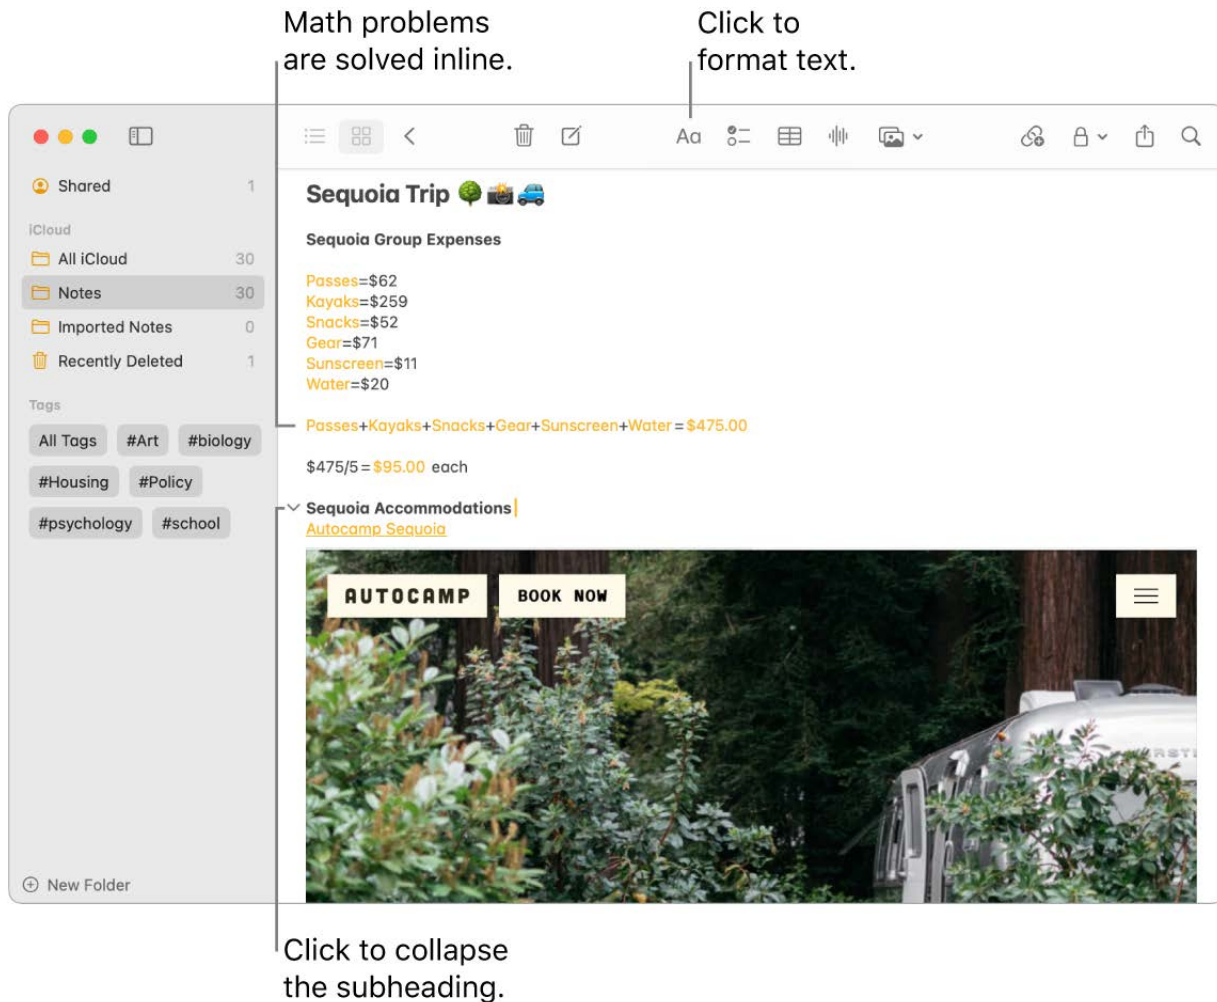 Math problems
are solved inline.
Click to
format text.
Aa
Shared 1
iCloud
All iCloud 30
Notes 30
Imported Notes 0
Recently Deleted 1
Tags
All Tags #Art #biology
#Housing #Policy
#psychology #school
New Folder
Sequoia Trip
Sequoia Group Expenses
Passes=$62
Kayaks=$259
Snacks=$52
Gear=$71
Sunscreen=$11
Water=$20
Passes+Kayaks+Snacks+Gear+Sunscreen+Water=$475.00
$475/5=$95.00 each
Sequoia Accommodations
Autocamp Sequoia
AUTOCAMP
BOOK NOW
Click to collapse
the subheading.